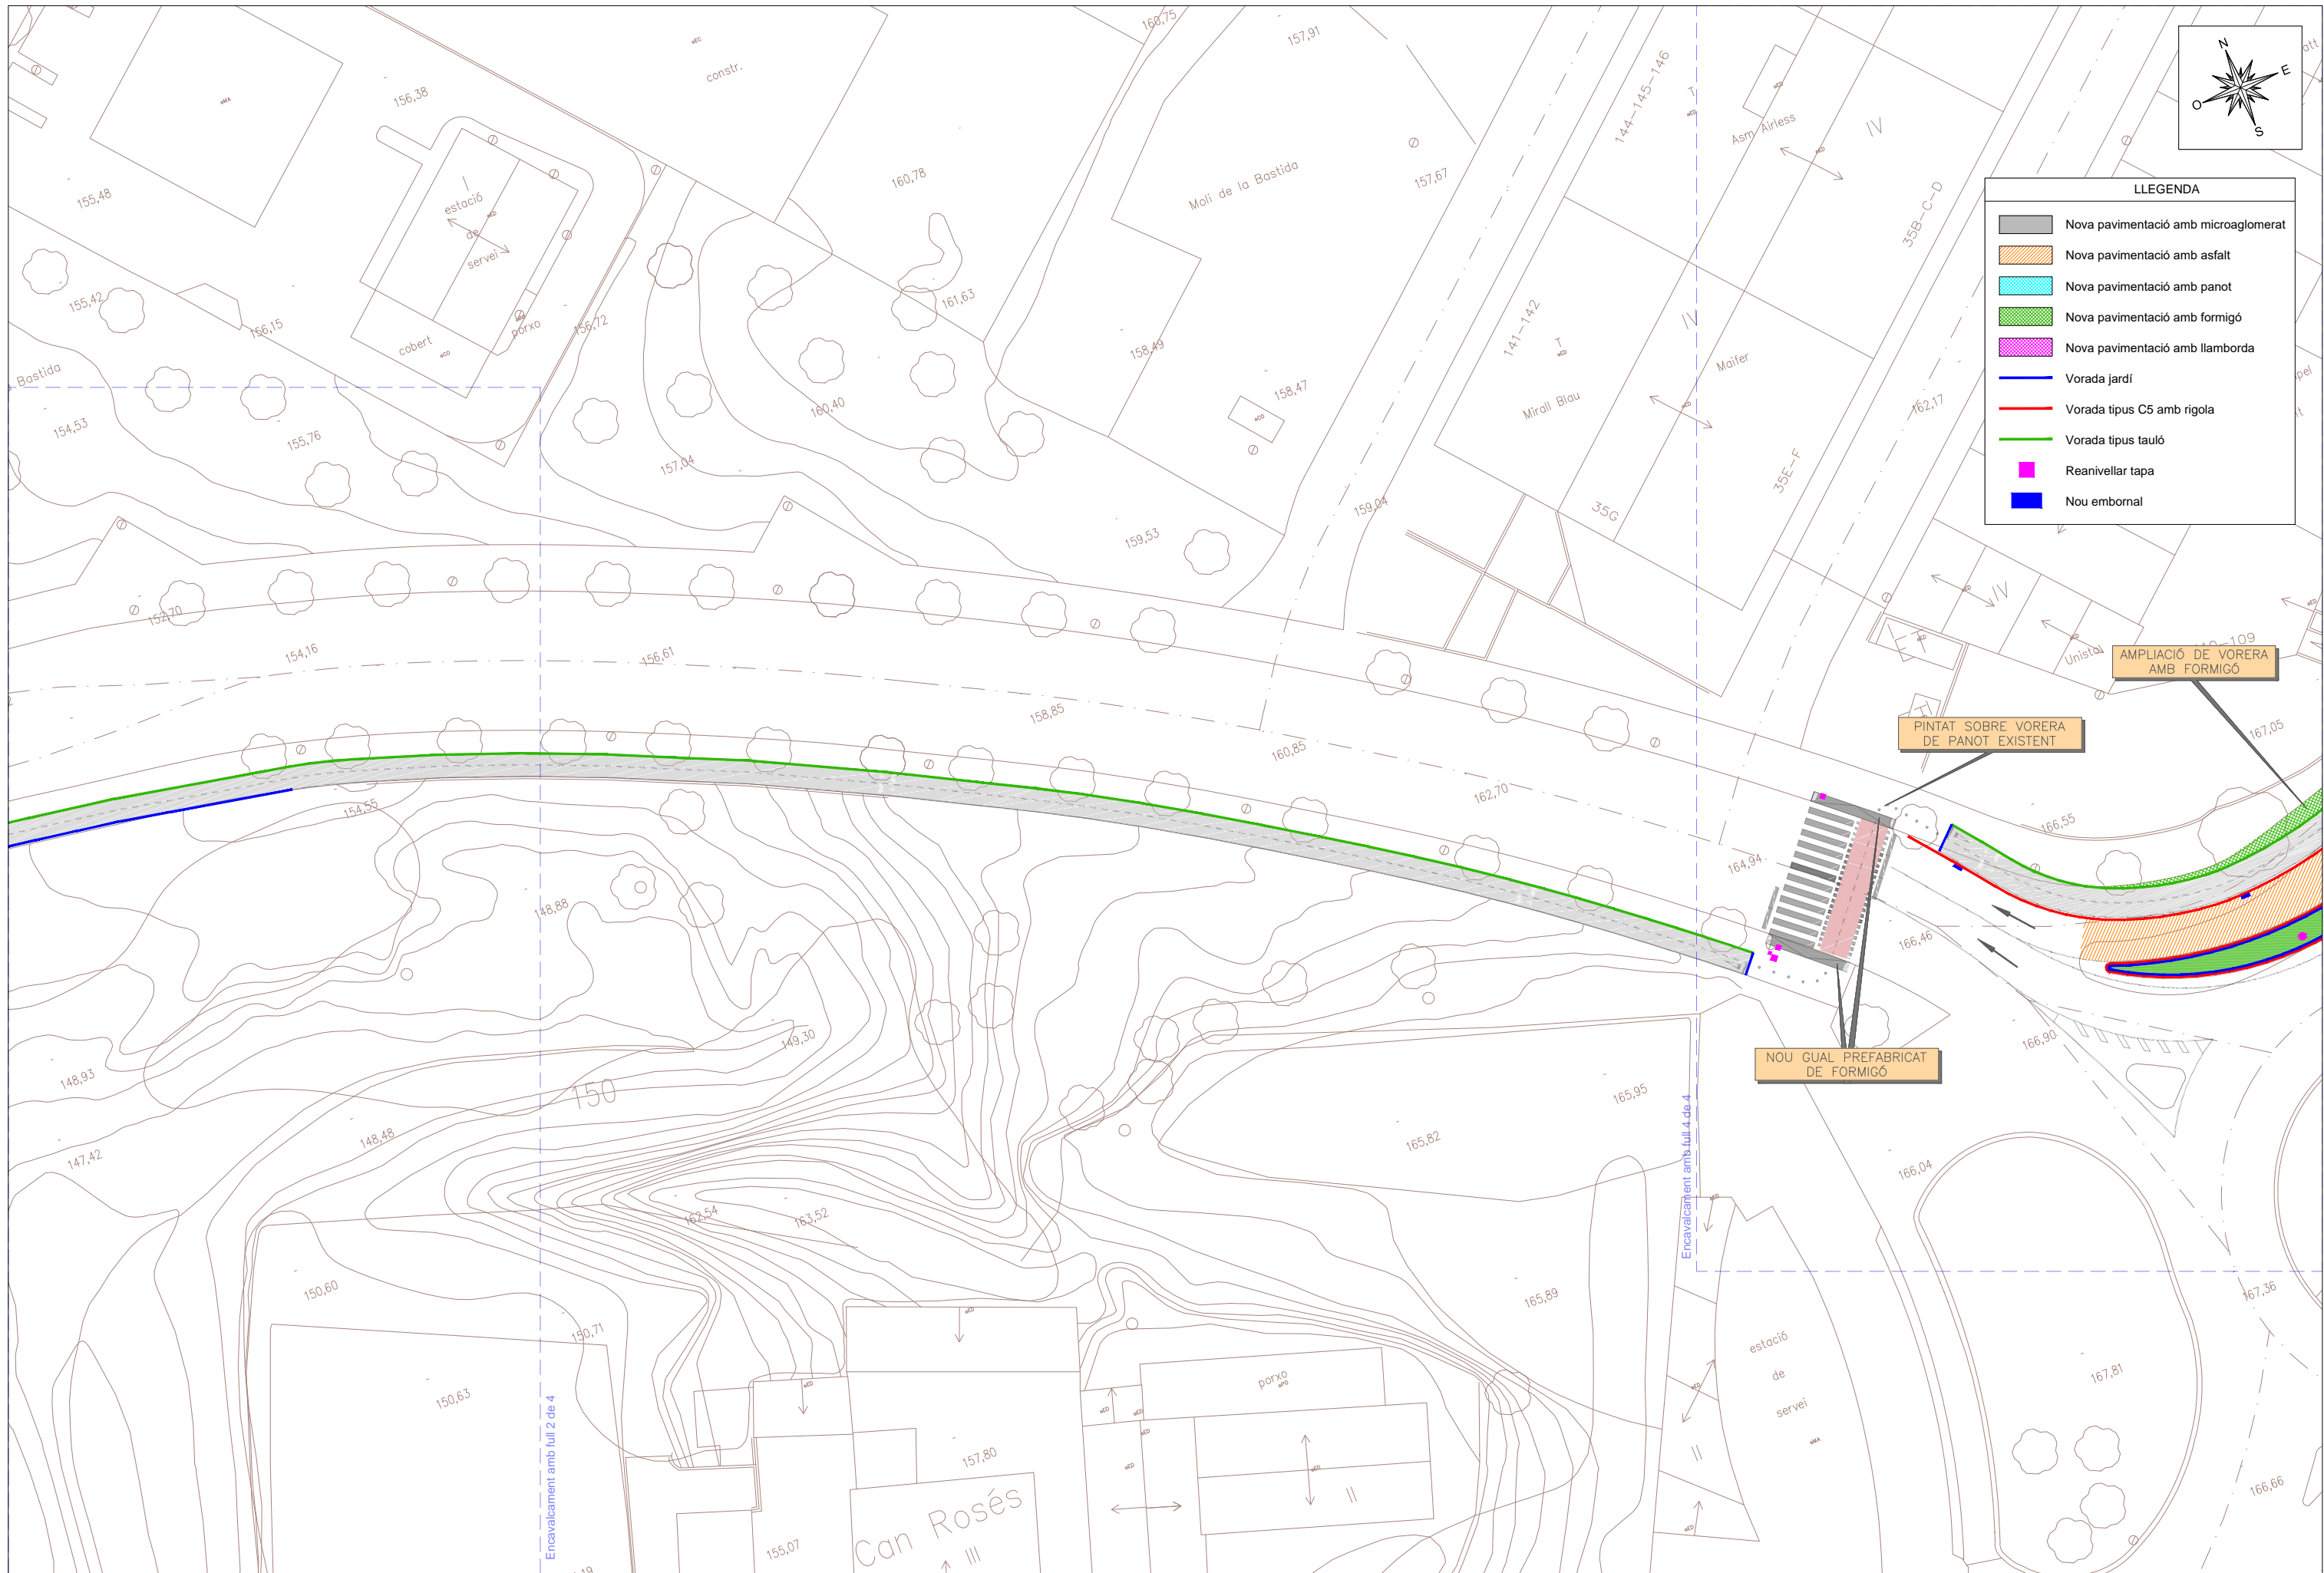 160,75
157,91
constr.
156,38
155,48
160,78
Molí de la Bastida
157,67
144-145-146
T
Asm Airless
IV
35B-C-D
N
E
O
S
LLEGENDA
Nova pavimentació amb microaglomerat
Nova pavimentació amb asfalt
Nova pavimentació amb panot
Nova pavimentació amb formigó
Nova pavimentació amb llamborda
Vorada jardí
Vorada tipus C5 amb rigola
Vorada tipus tauló
Reanivellar tapa
Nou embornal
I
estació
de
servei
155,42
156,15
cobert
porxo
156,72
161,63
158,49
158,47
141-142
T
Mirall Blau
IV
Maifer
162,17
Bastida
154,53
155,76
157,04
160,40
159,53
159,04
35G
35E-F
IV
ET
Unista
152,70
154,16
156,61
158,85
160,85
162,70
164,94
AMPLIACIÓ DE VORERA
AMB FORMIGÓ
PINTAT SOBRE VORERA
DE PANOT EXISTENT
167,05
166,55
166,46
154,55
148,88
149,30
150
148,93
148,48
147,42
NOU GUAL PREFABRICAT
DE FORMIGÓ
166,90
165,95
165,82
166,04
Encavalcament amb full 4 de 4
162,54
163,52
150,60
150,71
165,89
167,36
150,63
porxo
estació
de
servei
167,81
II
II
157,80
Can Rosés
III
155,07
166,66
Encavalcament amb full 2 de 4